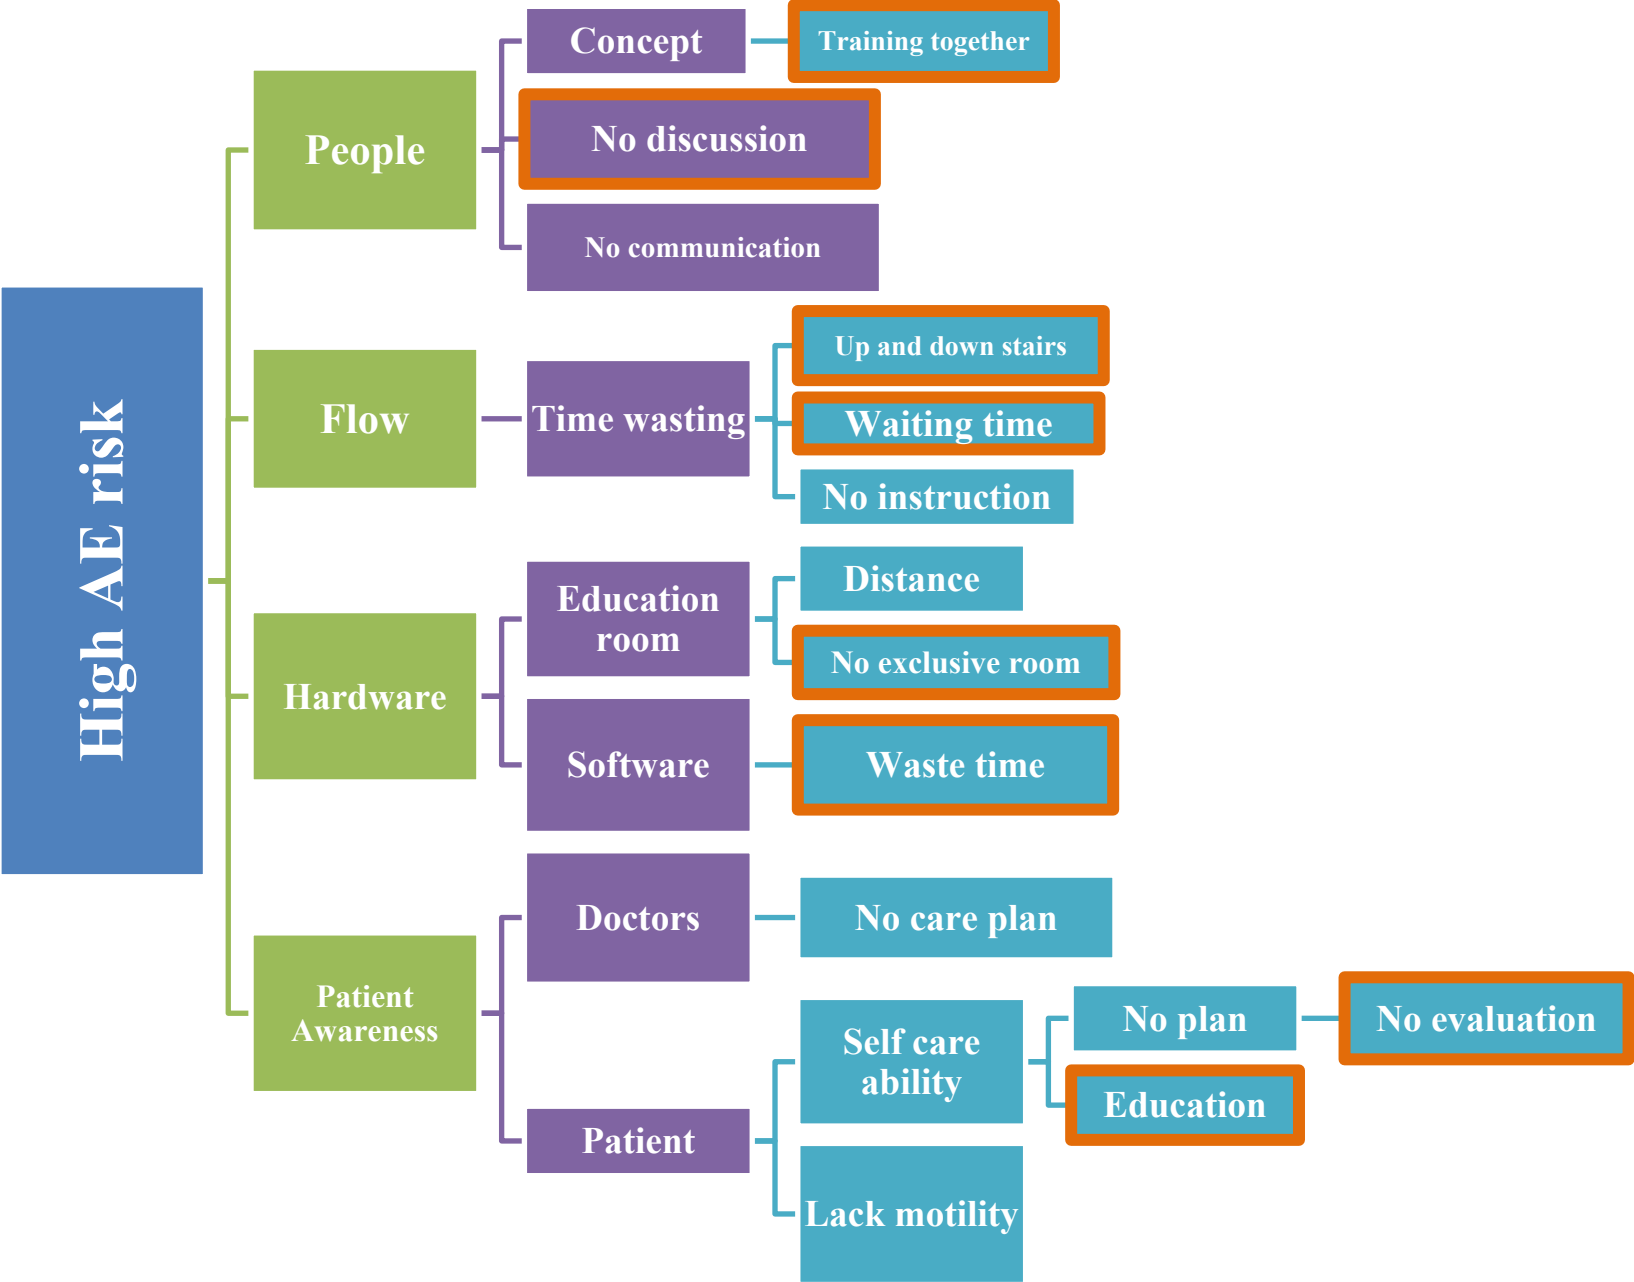 High AE risk
People
Concept
Training together
No discussion
No communication
Flow
Time wasting
Up and down stairs
Waiting time
No instruction
Hardware
Education
room
Distance
No exclusive room
Software
Waste time
Patient
Awareness
Doctors
No care plan
Patient
Self care
ability
No plan
No evaluation
Education
Lack motility